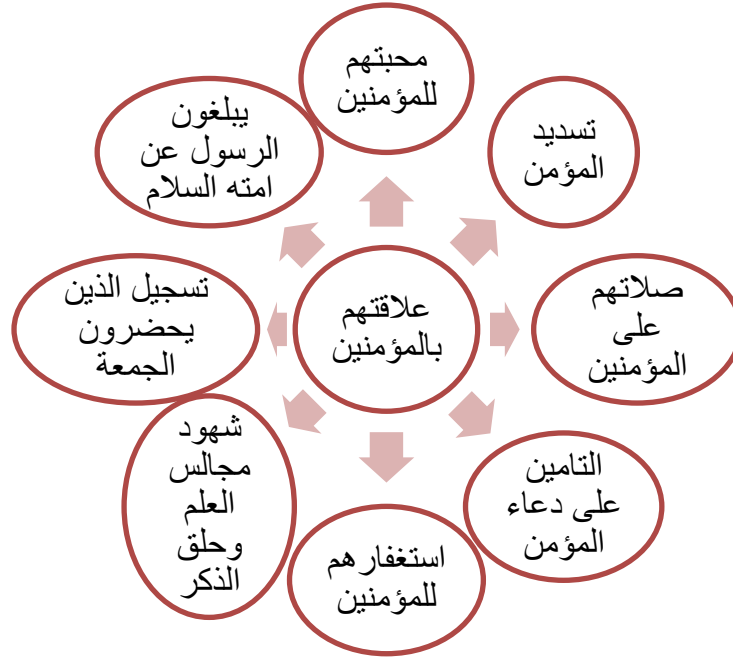 محبتهم
للمؤمنين
تسديد
المؤمن
صلاتهم
على
المؤمنين
التامين
على دعاء
المؤمن
استغفارهم
للمؤمنين
شهود
مجالس
العلم
وحلق
الذكر
تسجيل الذين
يحضرون
الجمعة
يبلغون
الرسول عن
امته السلام
علاقتهم
بالمؤمنين